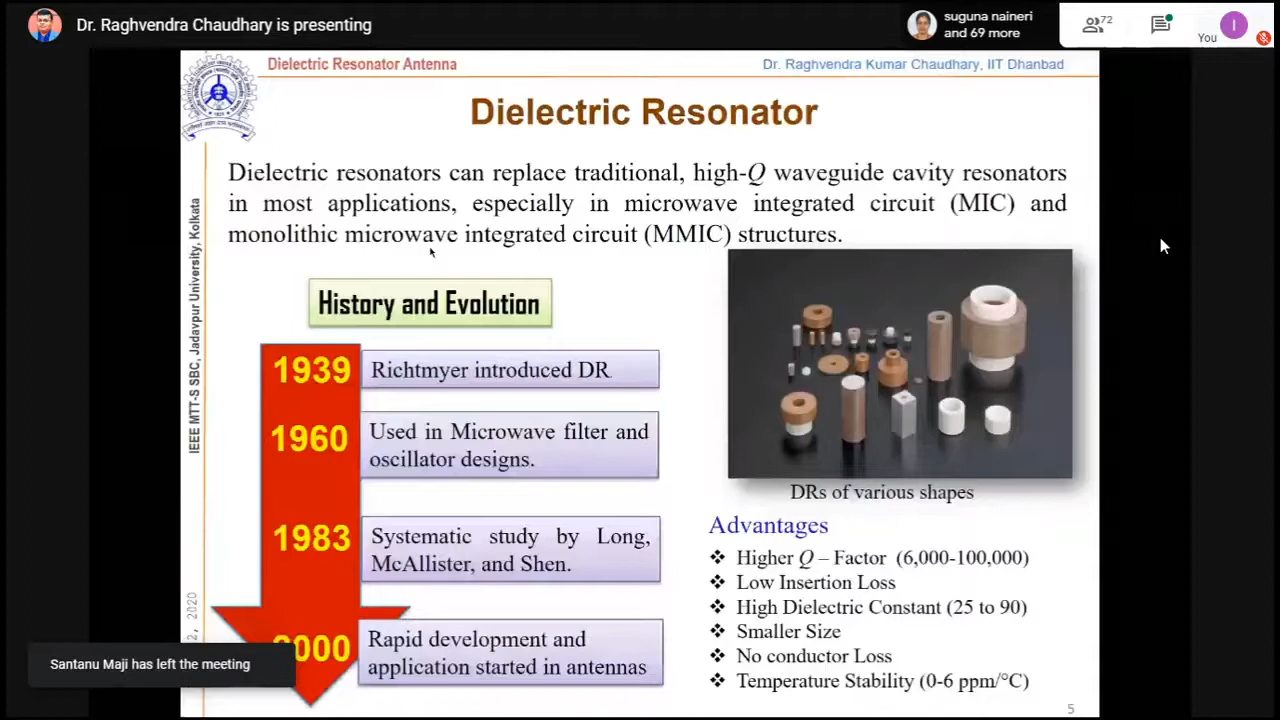 Dr. Raghvendra Chaudhary is presenting
suguna naineri
and 69 more
72
You
I
Dielectric Resonator Antenna
Dr. Raghvendra Kumar Chaudhary, IIT Dhanbad
Dielectric Resonator
Dielectric resonators can replace traditional, high-Q waveguide cavity resonators
in most applications, especially in microwave integrated circuit (MIC) and
monolithic microwave integrated circuit (MMIC) structures.
IEEE MTT-S SBC, Jadavpur University, Kolkata
2, 2020
History and Evolution
1939
Richtmyer introduced DR
1960
Used in Microwave filter and
oscillator designs.
1983
Systematic study by Long,
McAllister, and Shen.
2000
Rapid development and
application started in antennas
DRs of various shapes
Advantages
❖ Higher Q – Factor (6,000-100,000)
❖ Low Insertion Loss
❖ High Dielectric Constant (25 to 90)
❖ Smaller Size
❖ No conductor Loss
❖ Temperature Stability (0-6 ppm/°C)
Santanu Maji has left the meeting
5